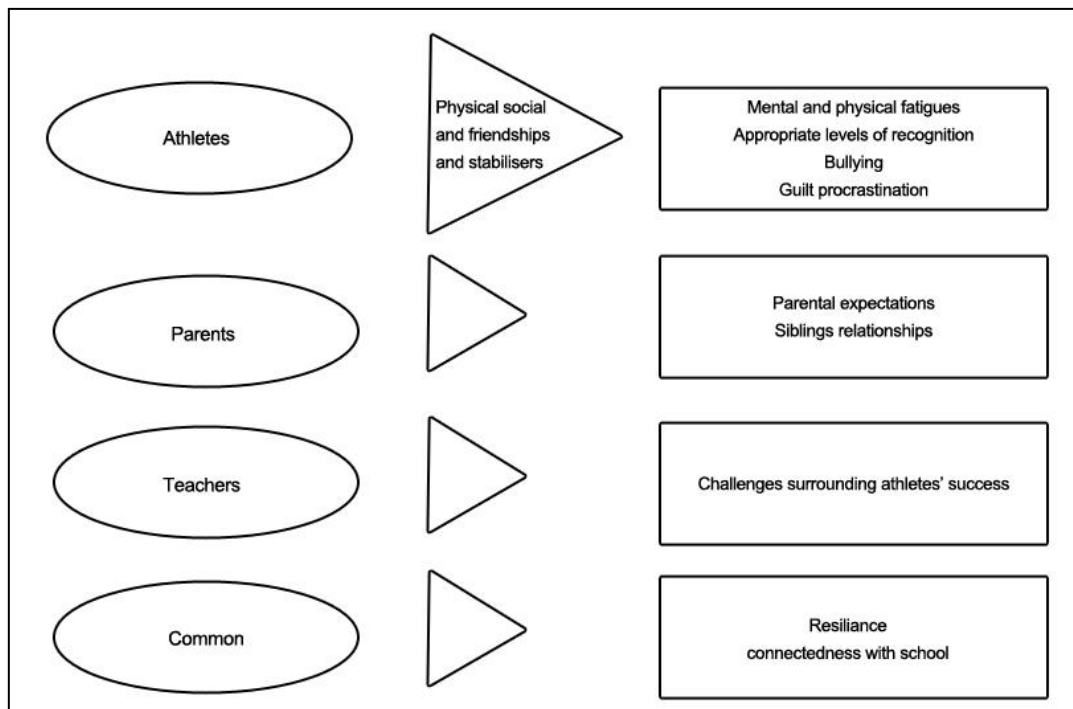 Athletes
Physical social
and friendships
and stabilisers
Mental and physical fatigues
Appropriate levels of recognition
Bullying
Guilt procrastination
Parents
Parental expectations
Siblings relationships
Teachers
Challenges surrounding athletes’ success
Common
Resiliance
connectedness with school